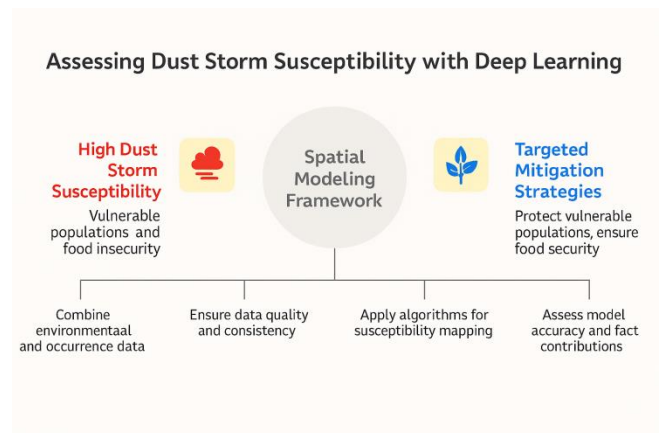 Assessing Dust Storm Susceptibility with Deep Learning
High Dust
Storm
Susceptibility
Vulnerable
populations and
food insecurity
Spatial
Modeling
Framework
Targeted
Mitigation
Strategies
Protect vulnerable
populations, ensure
food security
Combine
environmentaal
and occurrence data
Ensure data quality
and consistency
Apply algorithms for
susceptibility mapping
Assess model
accuracy and fact
contributions